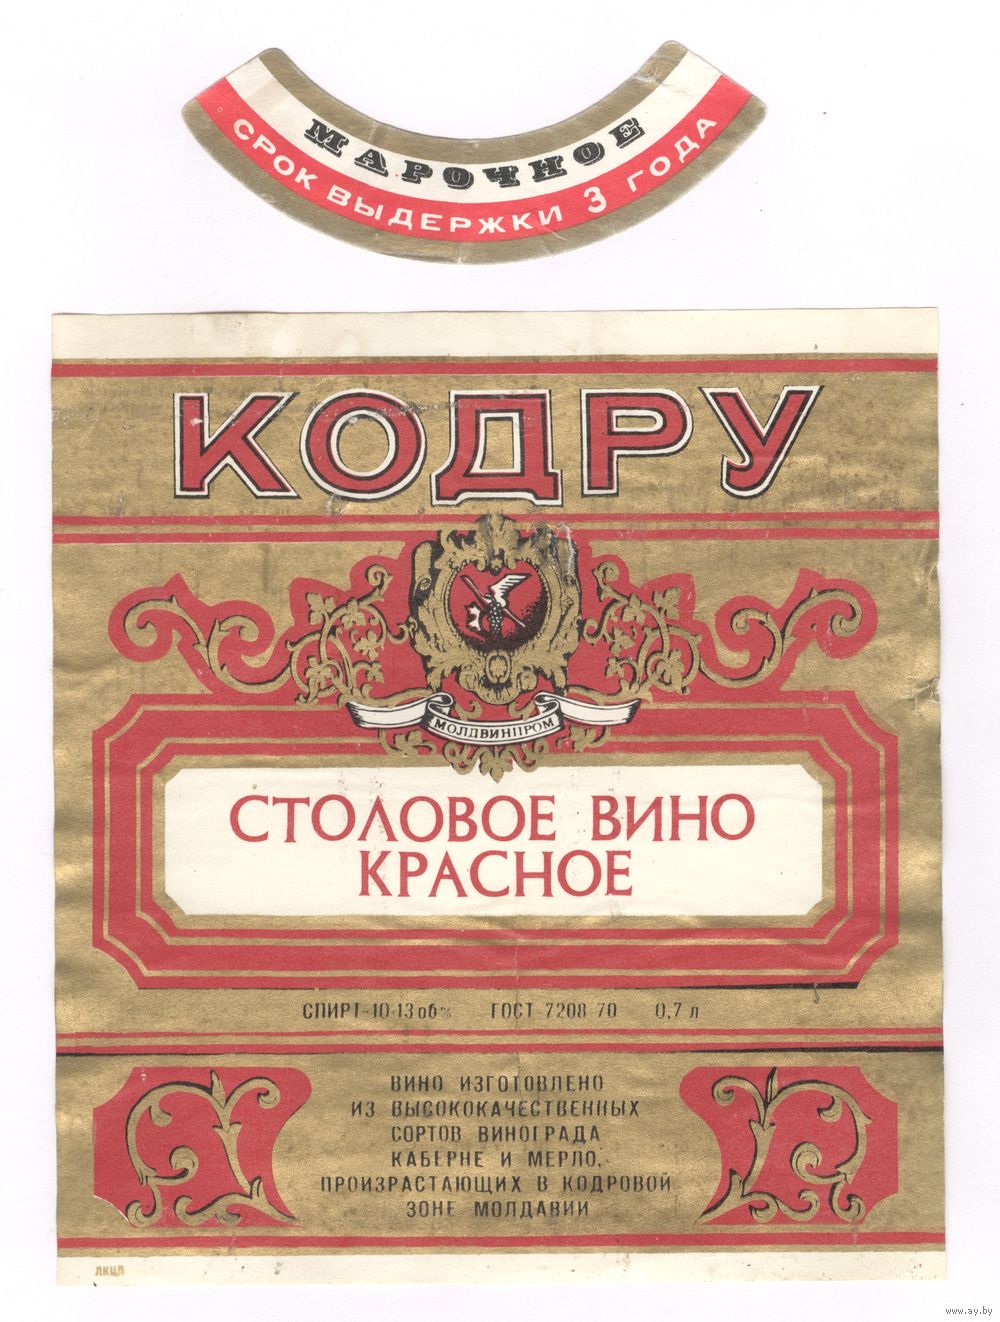 МАРОЧНОЕ
СРОК ВЫДЕРЖКИ 3 ГОДА
КОДРУ
МОЛДВИНПРОМ
СТОЛОВОЕ ВИНО
КРАСНОЕ
СПИРТ-10-13 об% ГОСТ 7208-70 0,7 л
ВИНО ИЗГОТОВЛЕНО
ИЗ ВЫСОКОКАЧЕСТВЕННЫХ
СОРТОВ ВИНОГРАДА
КАБЕРНЕ И МЕРЛО,
ПРОИЗРАСТАЮЩИХ В КОДРОВОЙ
ЗОНЕ МОЛДАВИИ
ЛКЦП
www.ay.by